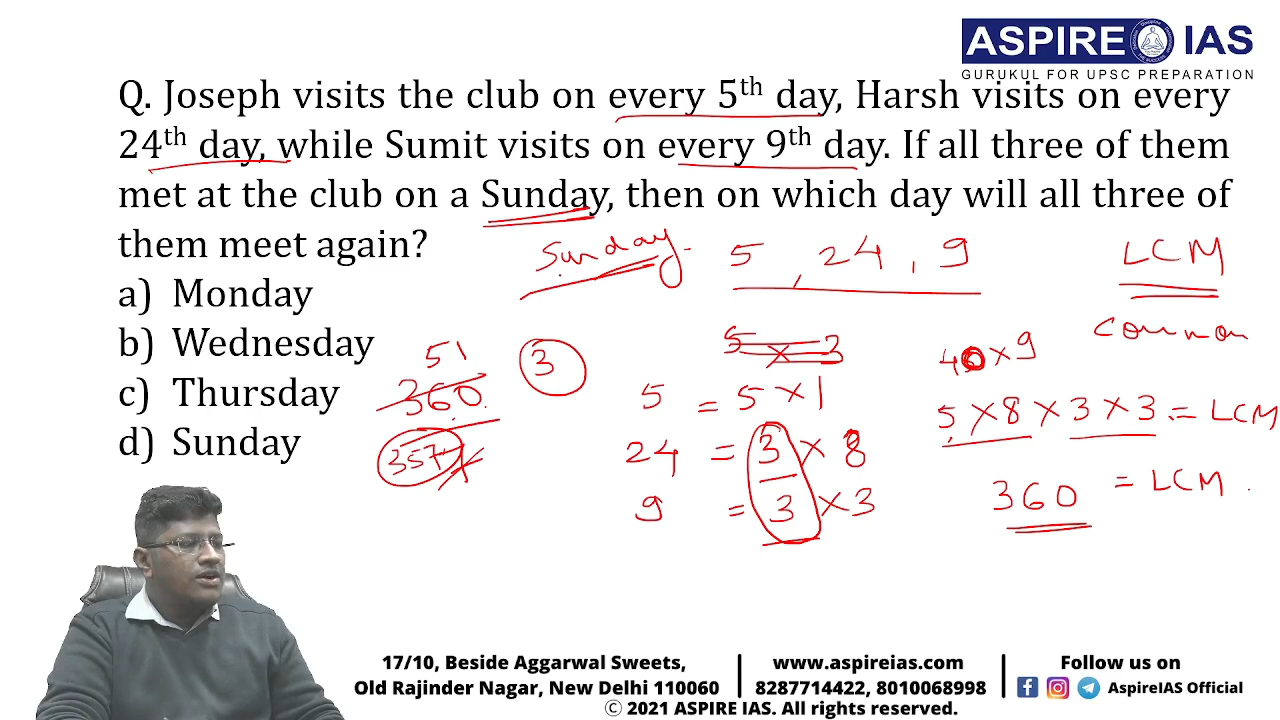 ASPIRE IAS
GURUKUL FOR UPSC PREPARATION
Q. Joseph visits the club on every 5th day, Harsh visits on every
24th day, while Sumit visits on every 9th day. If all three of them
met at the club on a Sunday, then on which day will all three of
them meet again?
Sunday. 5 , 24 , 9 LCM
a) Monday
common
b) Wednesday
51
3
5 × 3
40 × 9
c) Thursday
360
5 = 5 × 1
5 × 8 × 3 × 3 = LCM
d) Sunday
357
24 = 3 × 8
360 = LCM
9 = 3 × 3
17/10, Beside Aggarwal Sweets,
Old Rajinder Nagar, New Delhi 110060
www.aspireias.com
8287714422, 8010068998
Follow us on
AspireIAS Official
Ⓒ 2021 ASPIRE IAS. All rights reserved.